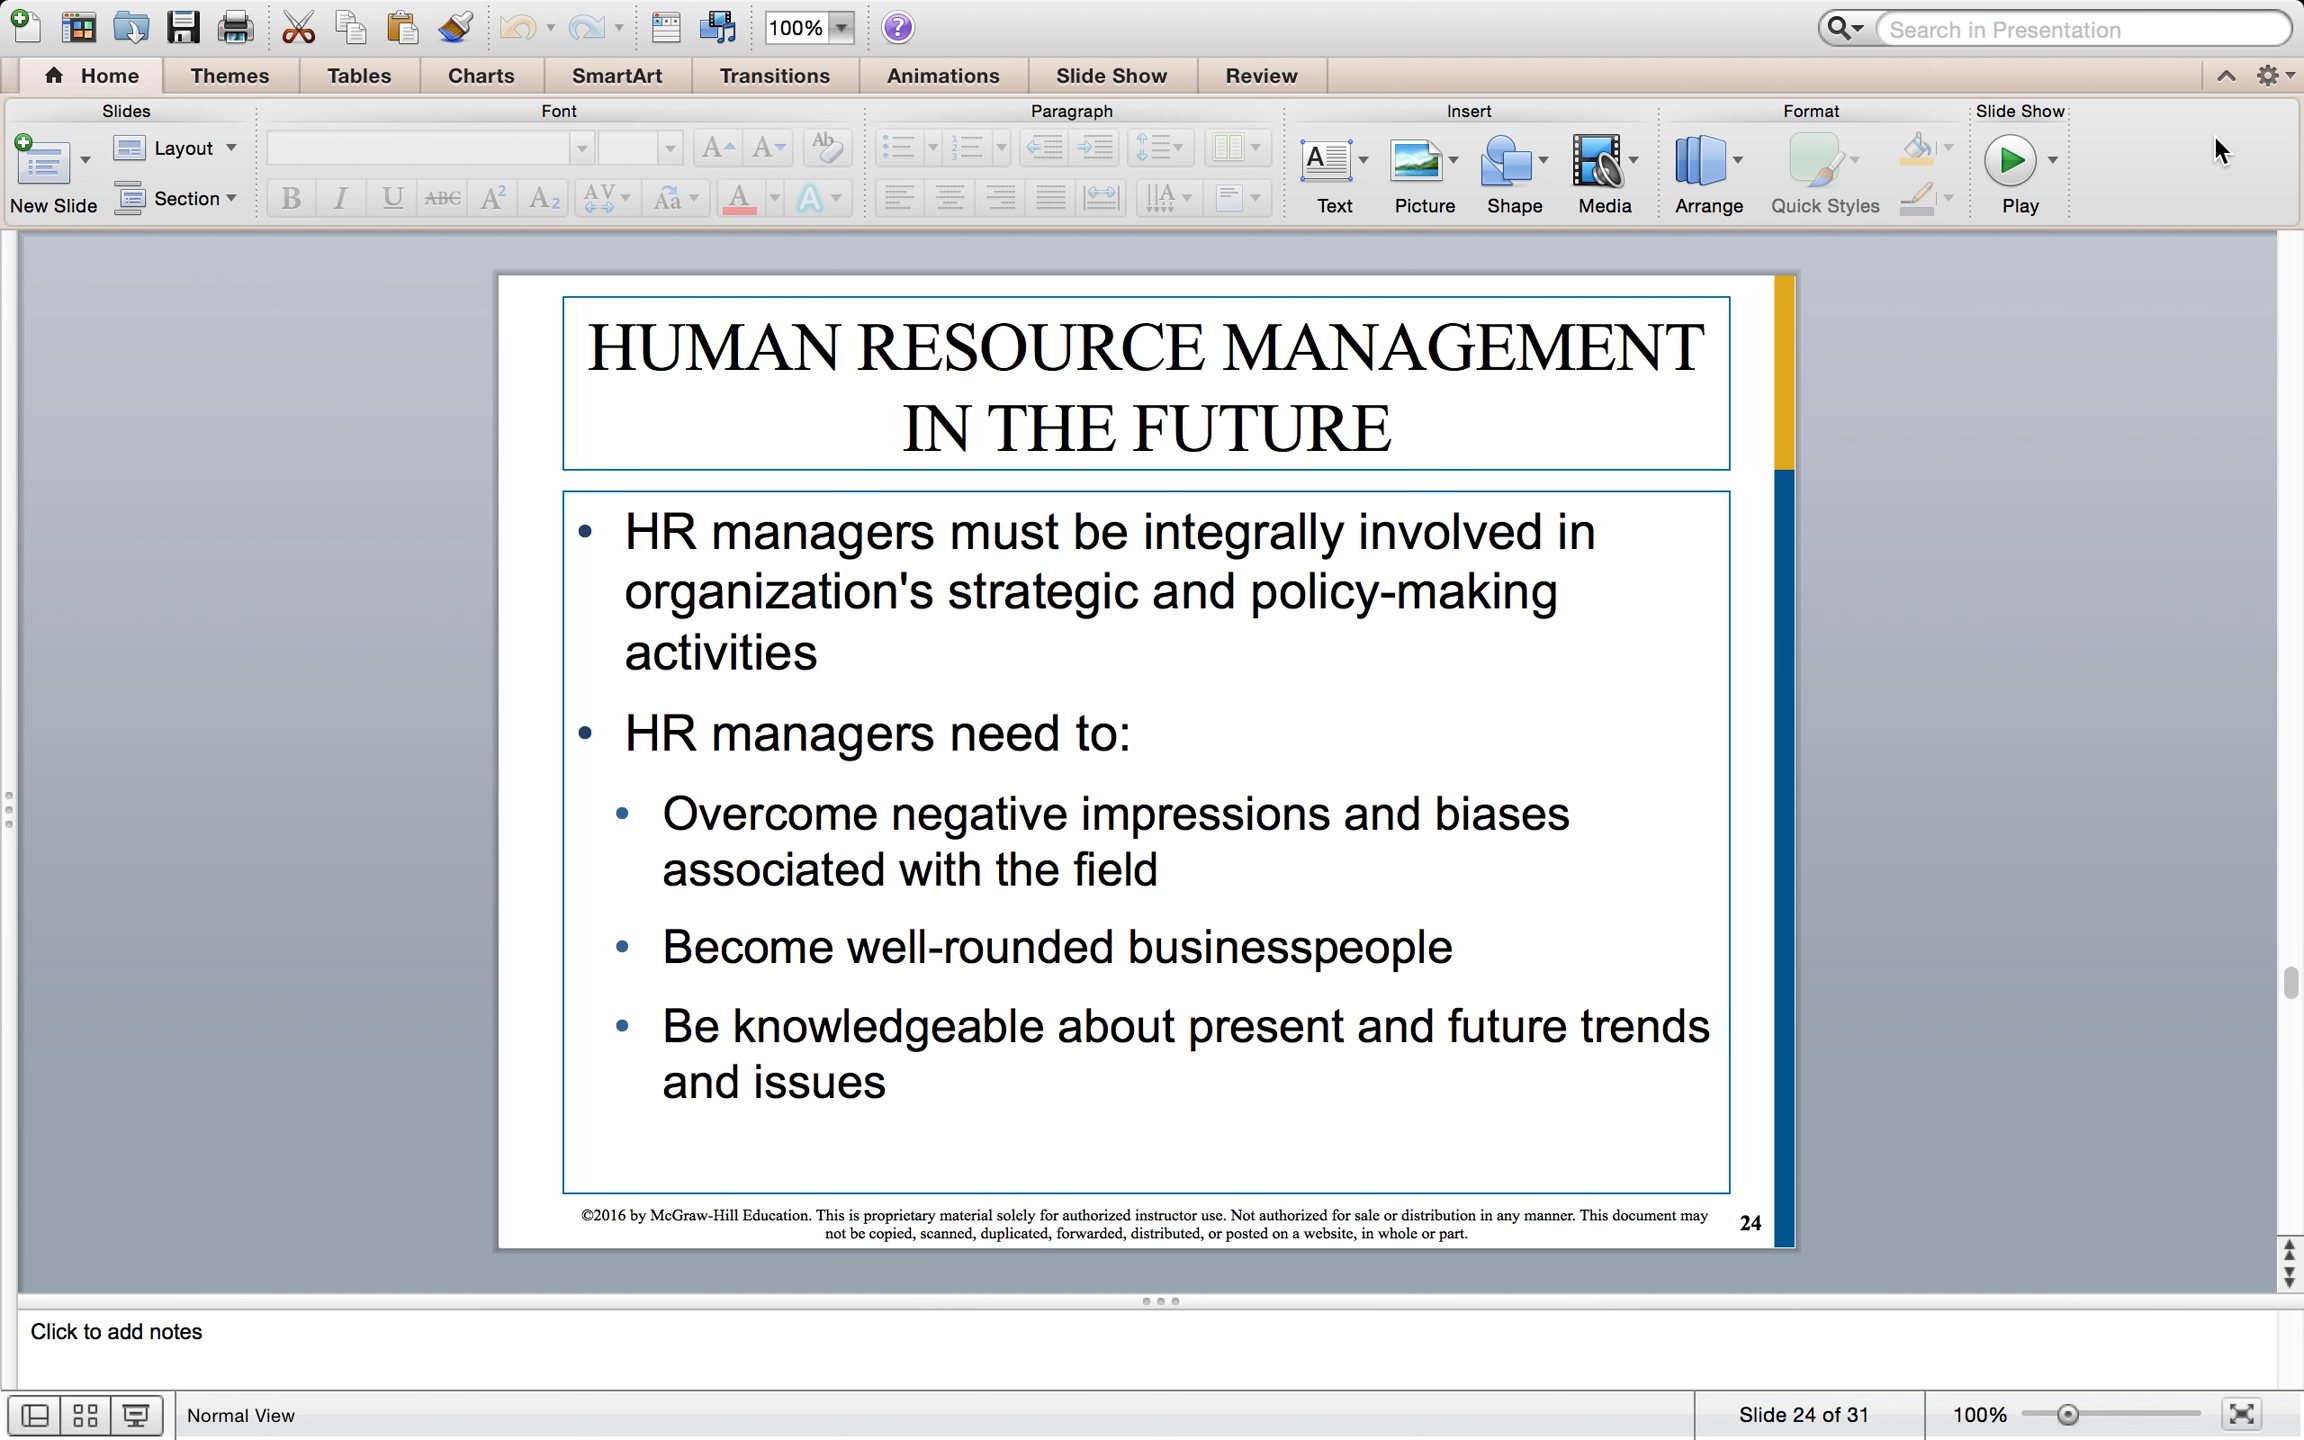 100%
Search in Presentation
Home
Themes
Tables
Charts
SmartArt
Transitions
Animations
Slide Show
Review
Slides
Font
Paragraph
Insert
Format
Slide Show
New Slide
Layout
Section
Text
Picture
Shape
Media
Arrange
Quick Styles
Play
HUMAN RESOURCE MANAGEMENT
IN THE FUTURE
• HR managers must be integrally involved in
organization's strategic and policy-making
activities
• HR managers need to:
• Overcome negative impressions and biases
associated with the field
• Become well-rounded businesspeople
• Be knowledgeable about present and future trends
and issues
©2016 by McGraw-Hill Education. This is proprietary material solely for authorized instructor use. Not authorized for sale or distribution in any manner. This document may
not be copied, scanned, duplicated, forwarded, distributed, or posted on a website, in whole or part.
24
Click to add notes
Normal View
Slide 24 of 31
100%